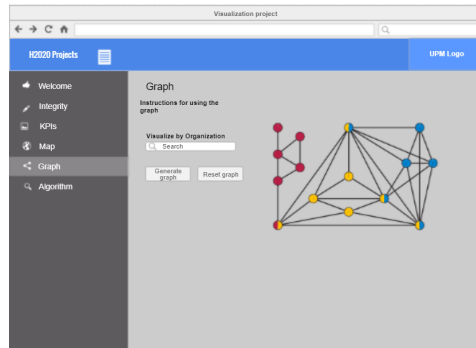 Visualization project
H2020 Projects
UPM Logo
Welcome
Integrity
KPIs
Map
Graph
Algorithm
Graph
Instructions for using the
graph
Visualize by Organization
Search
Generate
graph
Reset graph